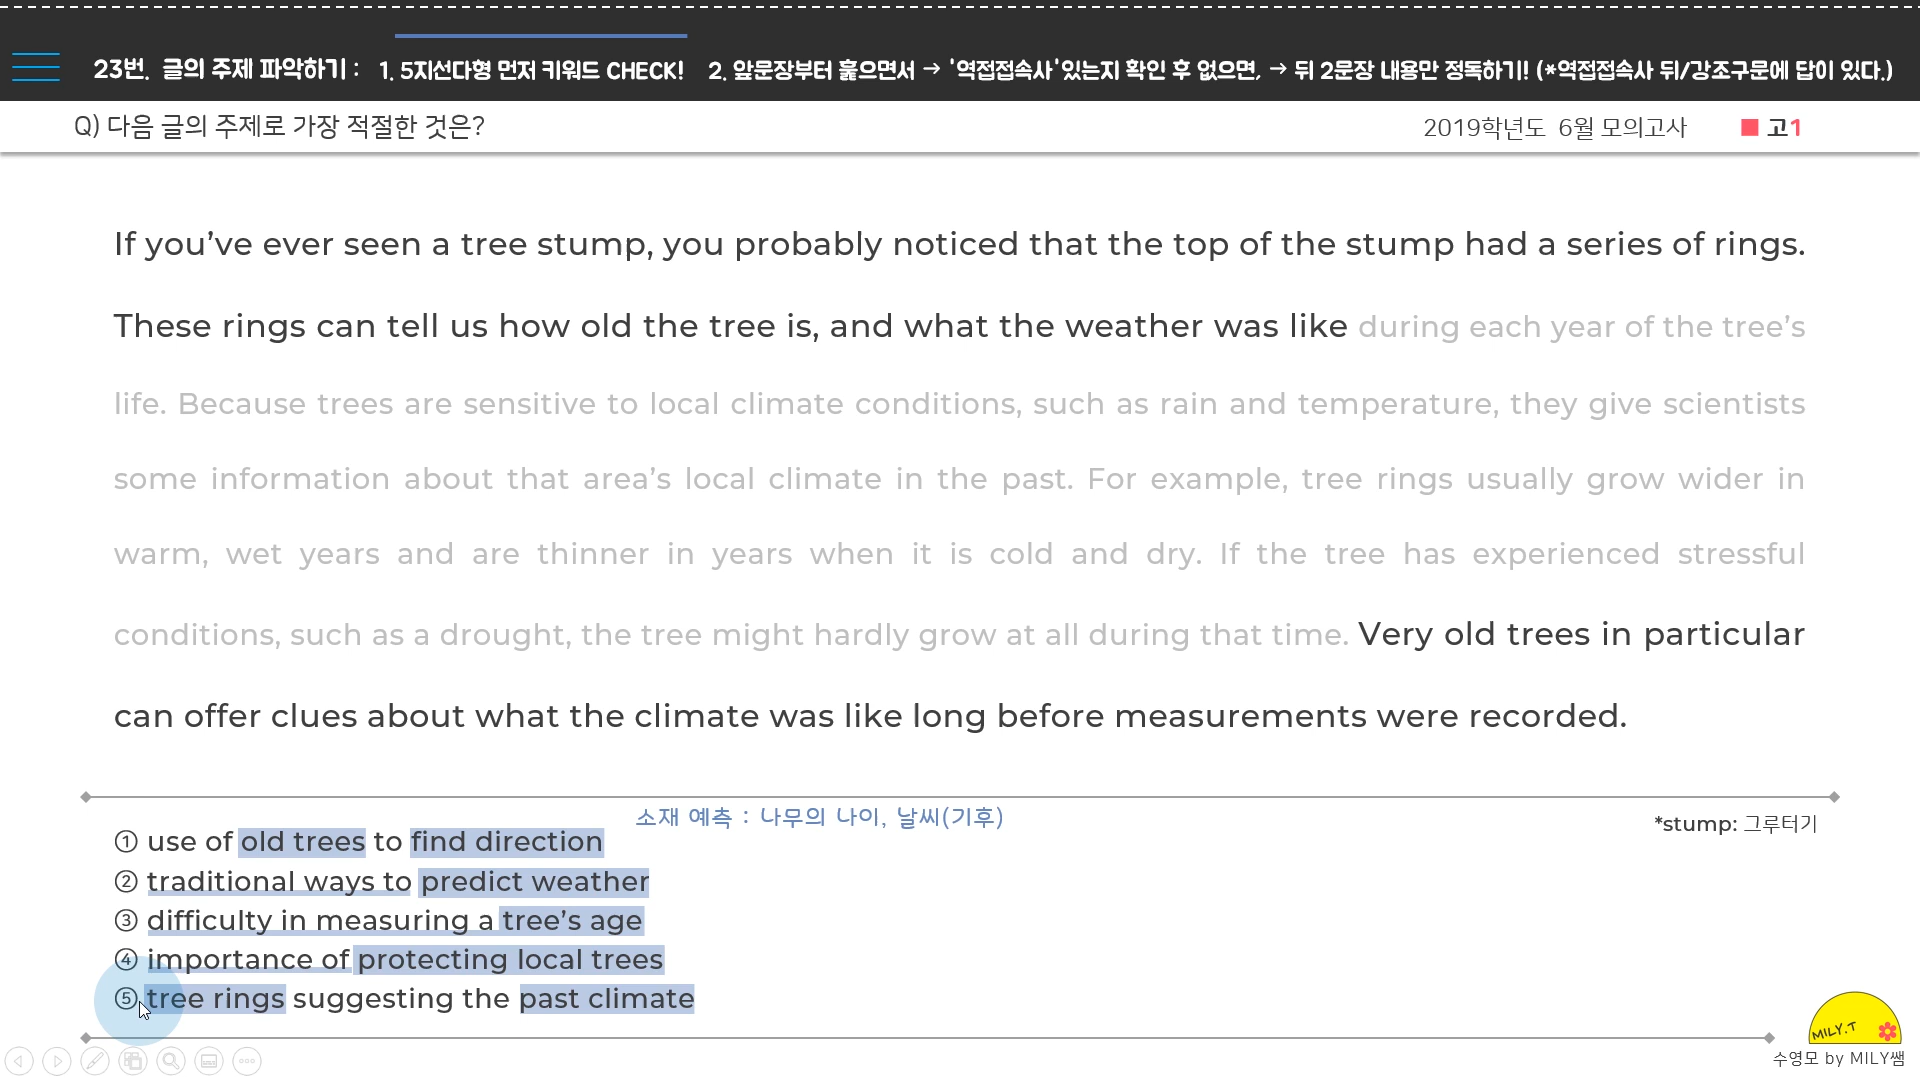 23번. 글의 주제 파악하기 : 1. 5지선다형 먼저 키워드 CHECK! 2. 앞문장부터 훑으면서 → '역접접속사'있는지 확인 후 없으면, → 뒤 2문장 내용만 정독하기! (*역접접속사 뒤/강조구문에 답이 있다.)
Q) 다음 글의 주제로 가장 적절한 것은?
2019학년도 6월 모의고사 ■ 고1
If you’ve ever seen a tree stump, you probably noticed that the top of the stump had a series of rings.
These rings can tell us how old the tree is, and what the weather was like during each year of the tree’s
life. Because trees are sensitive to local climate conditions, such as rain and temperature, they give scientists
some information about that area’s local climate in the past. For example, tree rings usually grow wider in
warm, wet years and are thinner in years when it is cold and dry. If the tree has experienced stressful
conditions, such as a drought, the tree might hardly grow at all during that time. Very old trees in particular
can offer clues about what the climate was like long before measurements were recorded.
소재 예측 : 나무의 나이, 날씨(기후)
*stump: 그루터기
① use of old trees to find direction
② traditional ways to predict weather
③ difficulty in measuring a tree’s age
④ importance of protecting local trees
⑤ tree rings suggesting the past climate
MILY.T
수영모 by MILY쌤